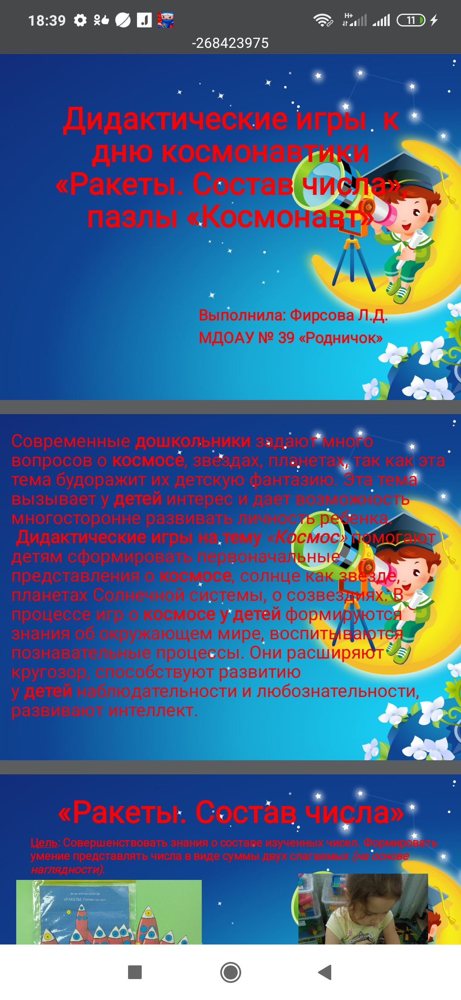 18:39
H+
11
-268423975
Дидактические игры к
дню космонавтики
«Ракеты. Состав числа»,
пазлы «Космонавт»
Выполнила: Фирсова Л.Д.
МДОАУ № 39 «Родничок»
Современные дошкольники задают много
вопросов о космосе, звездах, планетах, так как эта
тема будоражит их детскую фантазию. Эта тема
вызывает у детей интерес и дает возможность
многосторонне развивать личность ребенка.
Дидактические игры на тему «Космос» помогают
детям сформировать первоначальные
представления о космосе, солнце как звезде,
планетах Солнечной системы, о созвездиях. В
процессе игр о космосе у детей формируются
знания об окружающем мире, воспитываются
познавательные процессы. Они расширяют
кругозор, способствуют развитию
у детей наблюдательности и любознательности,
развивают интеллект.
«Ракеты. Состав числа»
Цель: Совершенствовать знания о составе изученных чисел. Формировать
умение представлять числа в виде суммы двух слагаемых (на основе
наглядности).
«РАКЕТЫ. Состав числа»